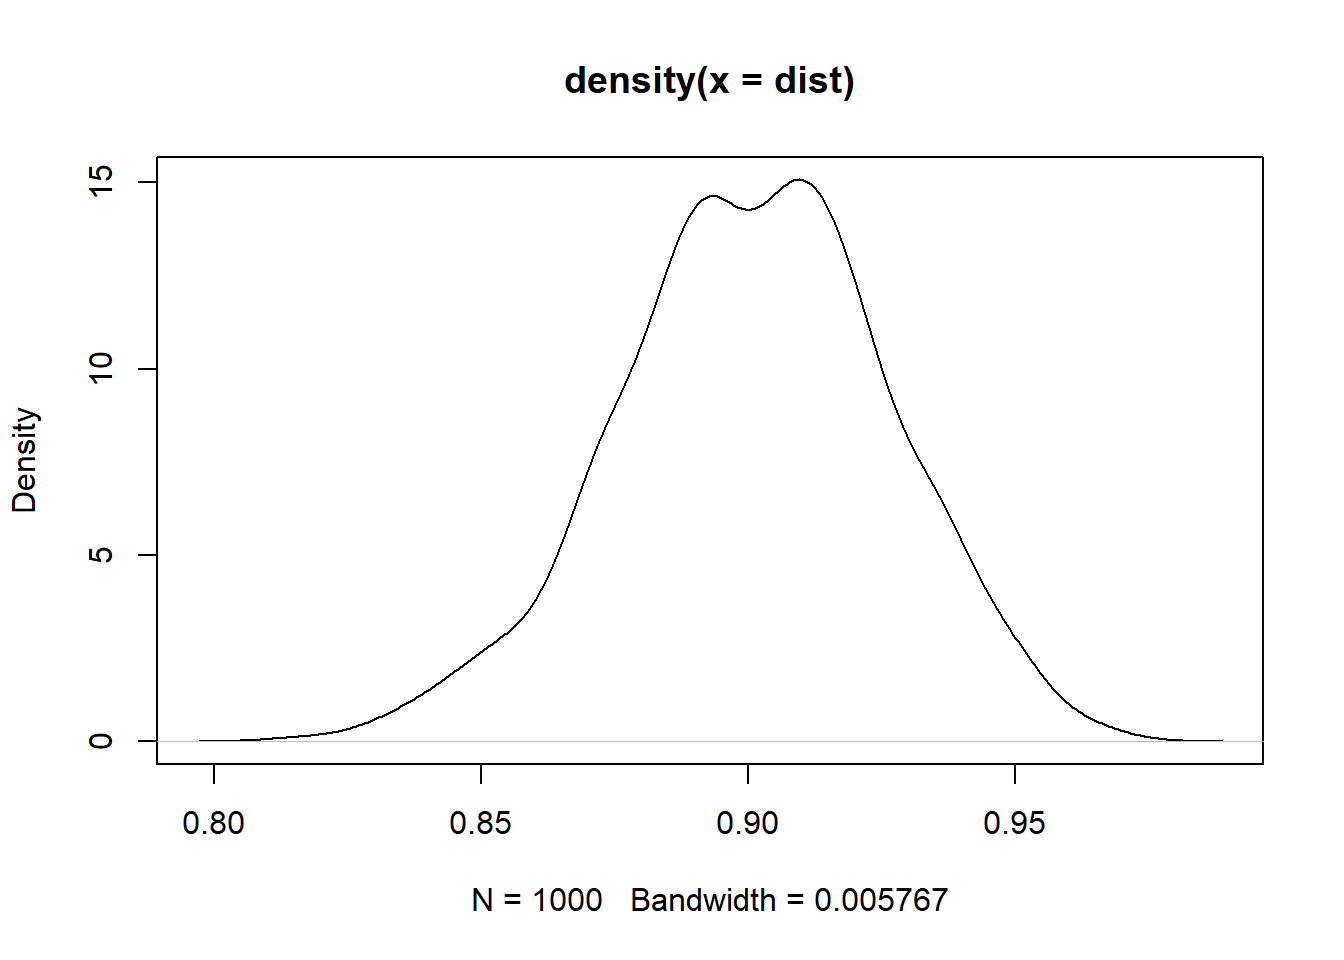 density(x = dist)
Density
15
10
5
0
0.80 0.85 0.90 0.95
N = 1000 Bandwidth = 0.005767